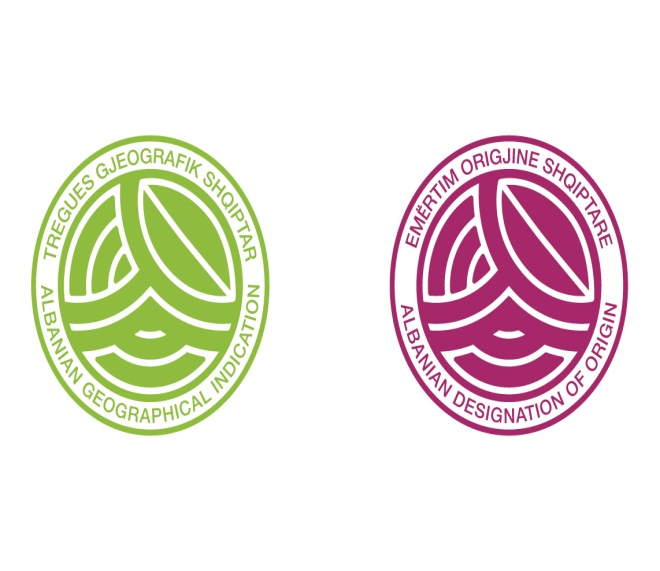 TREGUES GJEOGRAFIK SHQIPTAR
ALBANIAN GEOGRAPHICAL INDICATION
EMËRTIM ORIGJINE SHQIPTARE
ALBANIAN DESIGNATION OF ORIGIN